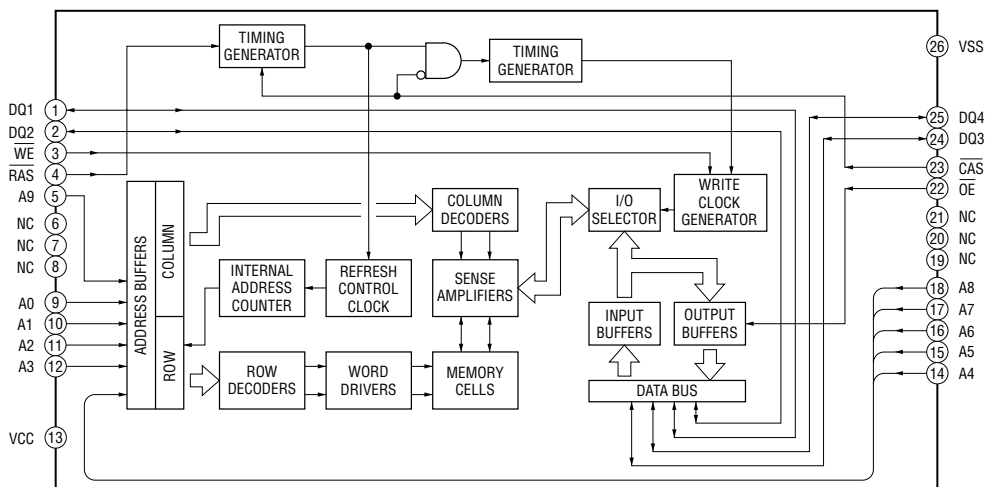 TIMING
GENERATOR
TIMING
GENERATOR
26 VSS
DQ1 1
DQ2 2
W̅E̅ 3
R̅A̅S̅ 4
A9 5
NC 6
NC 7
NC 8
A0 9
A1 10
A2 11
A3 12
VCC 13
25 DQ4
24 DQ3
23 C̅A̅S̅
22 O̅E̅
21 NC
20 NC
19 NC
18 A8
17 A7
16 A6
15 A5
14 A4
ADDRESS BUFFERS
COLUMN
ROW
COLUMN
DECODERS
I/O
SELECTOR
WRITE
CLOCK
GENERATOR
INTERNAL
ADDRESS
COUNTER
REFRESH
CONTROL
CLOCK
SENSE
AMPLIFIERS
INPUT
BUFFERS
OUTPUT
BUFFERS
ROW
DECODERS
WORD
DRIVERS
MEMORY
CELLS
DATA BUS